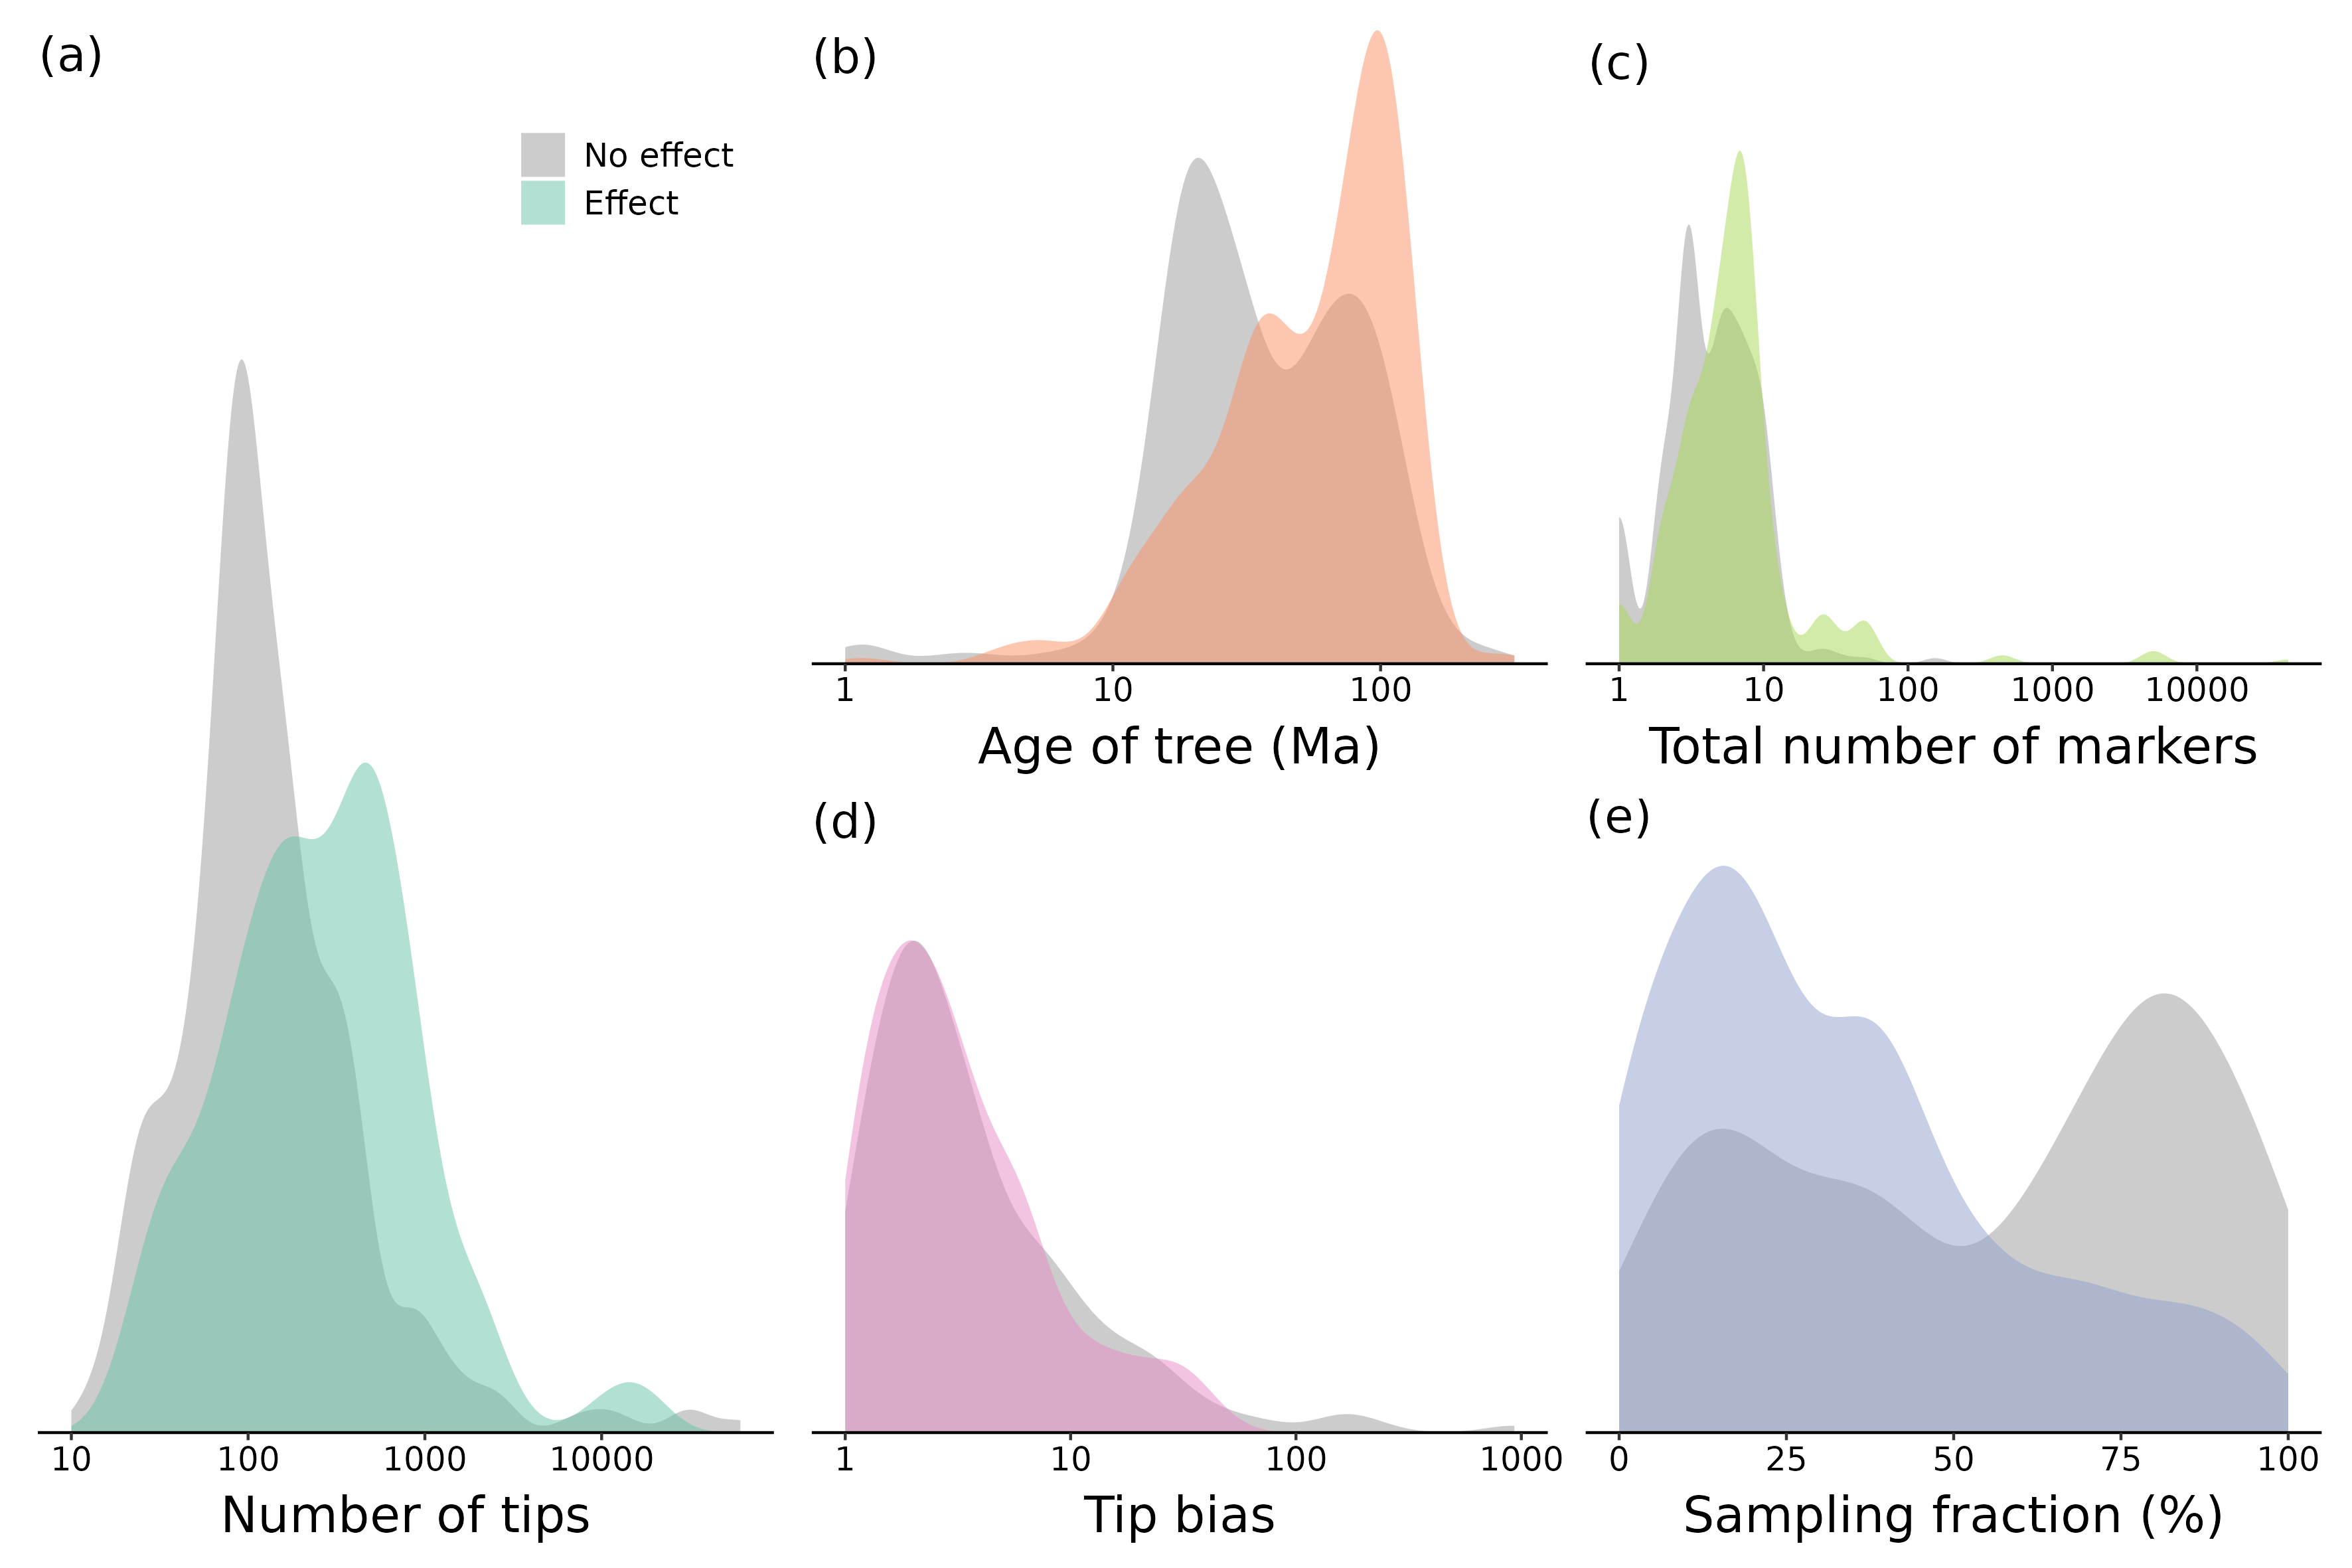 (a)
No effect
Effect
10 100 1000 10000
Number of tips
(b)
1 10 100
Age of tree (Ma)
(c)
1 10 100 1000 10000
Total number of markers
(d)
1 10 100 1000
Tip bias
(e)
0 25 50 75 100
Sampling fraction (%)